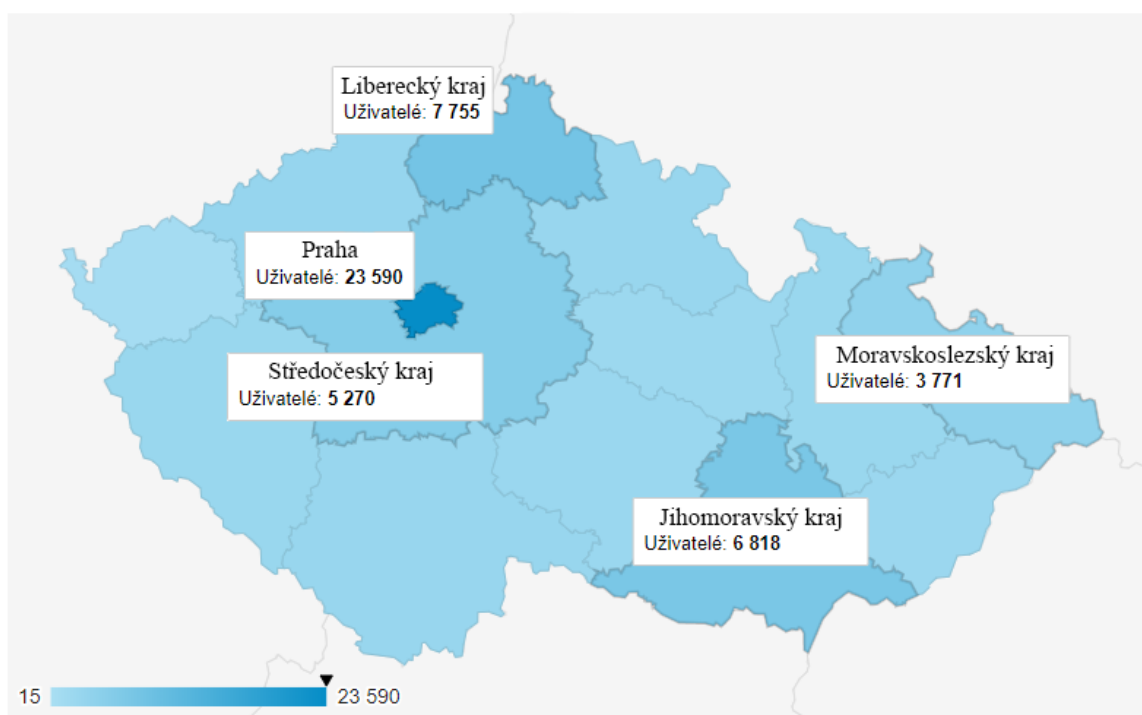 Liberecký kraj
Uživatelé: 7 755
Praha
Uživatelé: 23 590
Středočeský kraj
Uživatelé: 5 270
Moravskoslezský kraj
Uživatelé: 3 771
Jihomoravský kraj
Uživatelé: 6 818
15 23 590